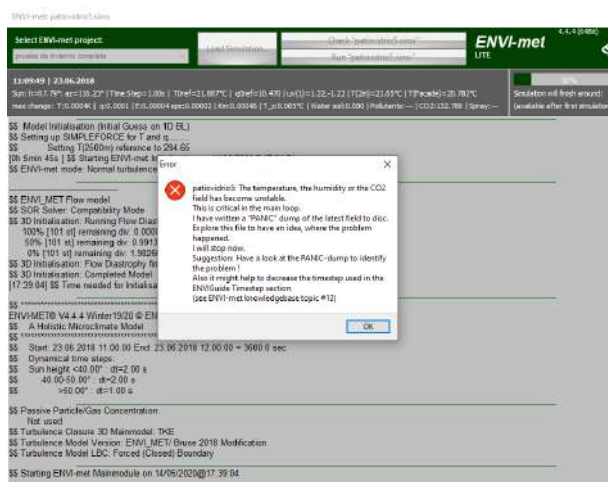 ENVI-met: patiovidrio5.simx
Select ENVI-met project:
prueba de invierno completa
Load Simulation...
Check "patiovidrio5.simx"
Run "patiovidrio5.simx"
4.4.4 (64Bit)
ENVI-met
LITE
11:09:49 | 23.06.2018
Simulation will finish around:
(available after first simulation
$$ Model Initialisation (Initial Guess on 1D BL)
$$ Setting up SIMPLEFORCE for T and q........
$$ Setting T(2500m) reference to 294.65
[0h 5min 45s | $$ Starting ENVI-met
$$ ENVI-met Mode: Normal turbulence
$$ ENVI_MET Flow model
$$ SOR Solver: Compatibility Mode
$$ 3D Initialisation: Running Flow
100% [101 st] remaining div:
50% [101 st] remaining div:
0% [101 st] remaining div:
$$ 3D Initialisation: Flow Diastrophy
$$ 3D Initialisation: Completed Model
[17:39:04] $$ Time needed for
Error
patiovidrio5: The temperature, the humidity or the CO2
field has become unstable.
This is critical in the main loop.
I have written a "PANIC" dump of the latest field to disc.
Explore this file to have an idea, where the problem
happened.
I will stop now.
Suggestion: Have a look at the PANIC-dump to identify
the problem !
Also it might help to decrease the timestep used in the
ENVIGuide Timestep section
(see ENVI-met knowledgebase topic #12)
OK
ENVI-MET® V4.4.4 Winter19/20 © EN
$$ A Holistic Microclimate Model
$$ Start: 23.06.2018 11.00.00 End: 23.06.2018 12.00.00 = 3600.0 sec
$$ Dynamical time steps:
$$ Sun height <40.00° : dt=2.00 s
$$ 40.00-50.00° : dt=2.00 s
$$ >50.00° : dt=1.00 s
$$ Passive Particle/Gas Concentration:
Not used
$$ Turbulence Closure 3D Mainmodel: TKE
$$ Turbulence Model Version: ENVI_MET/ Bruse 2018 Modification
$$ Turbulence Model LBC: Forced (Closed) Boundary
$$ Starting ENVI-met Mainmodule on 14/06/2020@17:39:04